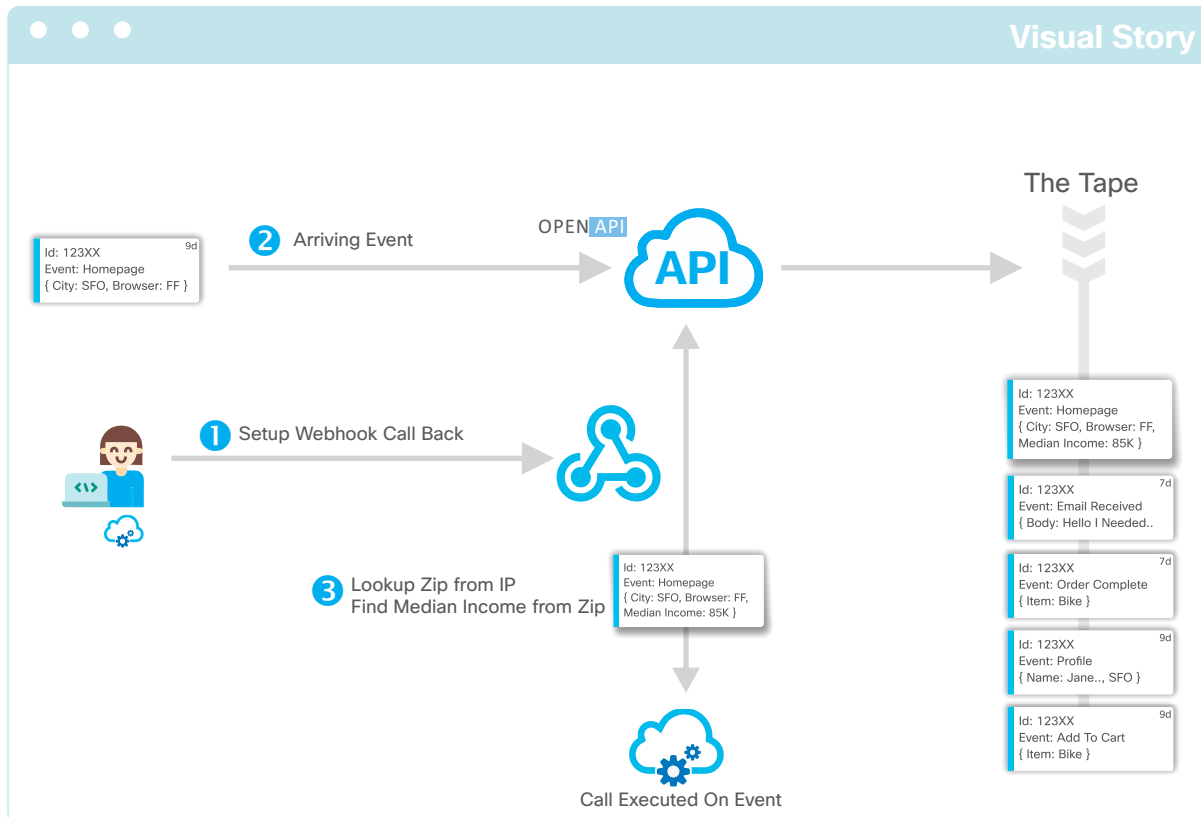 Visual Story
The Tape
OPEN API
API
2 Arriving Event
Id: 123XX 9d
Event: Homepage
{ City: SFO, Browser: FF }
1 Setup Webhook Call Back
<\>
3 Lookup Zip from IP
Find Median Income from Zip
Id: 123XX
Event: Homepage
{ City: SFO, Browser: FF,
Median Income: 85K }
Call Executed On Event
Id: 123XX
Event: Homepage
{ City: SFO, Browser: FF,
Median Income: 85K }
Id: 123XX 7d
Event: Email Received
{ Body: Hello I Needed..
Id: 123XX 7d
Event: Order Complete
{ Item: Bike }
Id: 123XX 9d
Event: Profile
{ Name: Jane.., SFO }
Id: 123XX 9d
Event: Add To Cart
{ Item: Bike }